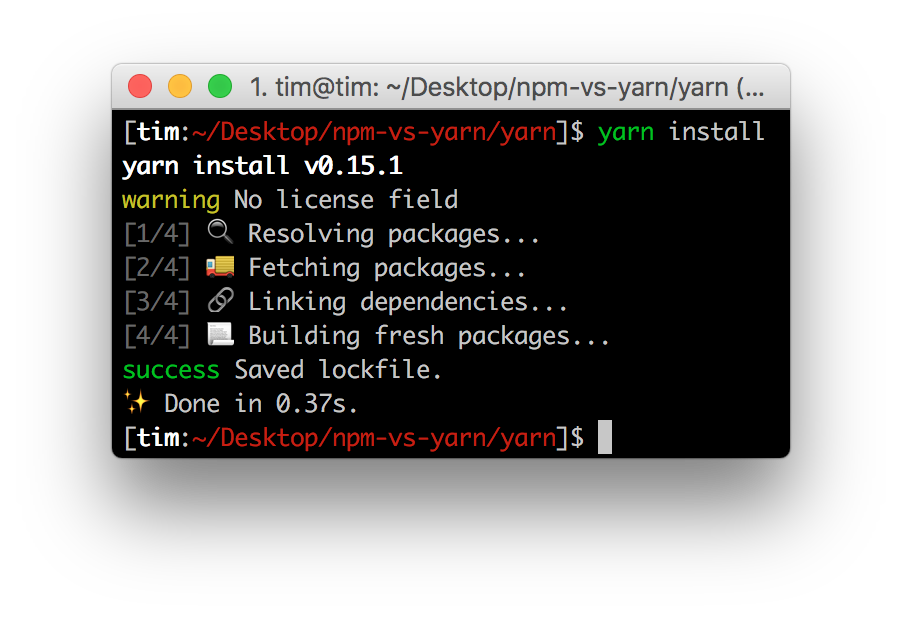 1. tim@tim: ~/Desktop/npm-vs-yarn/yarn (...
[tim:~/Desktop/npm-vs-yarn/yarn]$ yarn install
yarn install v0.15.1
warning No license field
[1/4] 🔍 Resolving packages...
[2/4] 🚚 Fetching packages...
[3/4] 🔗 Linking dependencies...
[4/4] 📃 Building fresh packages...
success Saved lockfile.
✨ Done in 0.37s.
[tim:~/Desktop/npm-vs-yarn/yarn]$